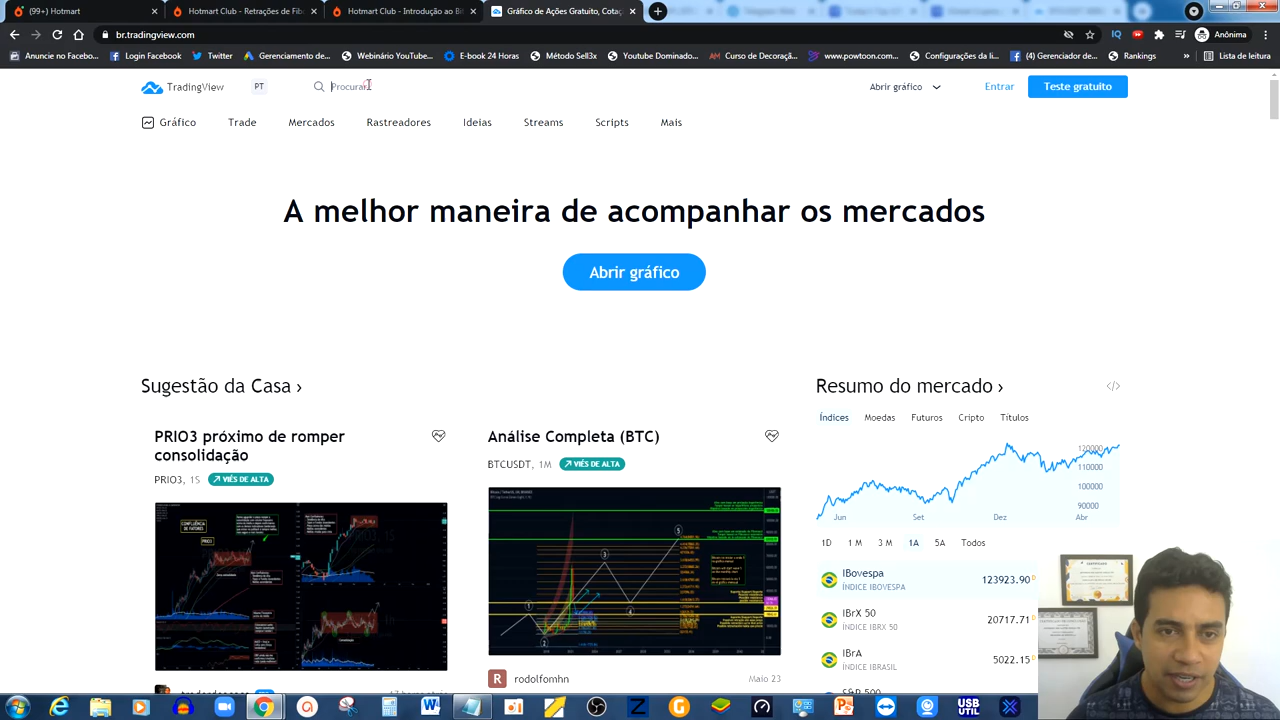 (99+) Hotmart
Hotmart Club - Retrações de Fib
Hotmart Club - Introdução ao B
Gráfico de Ações Gratuito, Cotaç
br.tradingview.com
Anônima
Anuncie no Facebo...
Facebook
Twitter
Gerenciamentode...
Webinário YouTube...
E-book 24 Horas
Método Sell3x
Youtube Dominado...
Curso de Decoraçã...
www.powtoon.com
Configurações da li...
(4) Gerenciador de
Rankings
»
Lista de leitura
TradingView
PT
Procurar
Abrir gráfico
Entrar
Teste gratuito
Gráfico
Trade
Mercados
Rastreadores
Ideias
Streams
Scripts
Mais
A melhor maneira de acompanhar os mercados
Abrir gráfico
Sugestão da Casa ›
PRIO3 próximo de romper
consolidação
PRIO3, 15
VIÉS DE ALTA
Análise Completa (BTC)
BTCUSDT, 1M
VIÉS DE ALTA
R
rodolfomhn
Maio 23
Resumo do mercado ›
</>
Índices
Moedas
Futuros
Cripto
Títulos
120000
110000
100000
90000
Jun
Set
Dez
Abr
1D
1 M
3 M
1A
5A
Todos
IBovespa
ÍNDICE IBOVESPA
123923.90
IBrX 50
ÍNDICE IBRX 50
20777.71
IBrA
ÍNDICE IBRASIL
5022.15
S&P 500
USB
UTIL